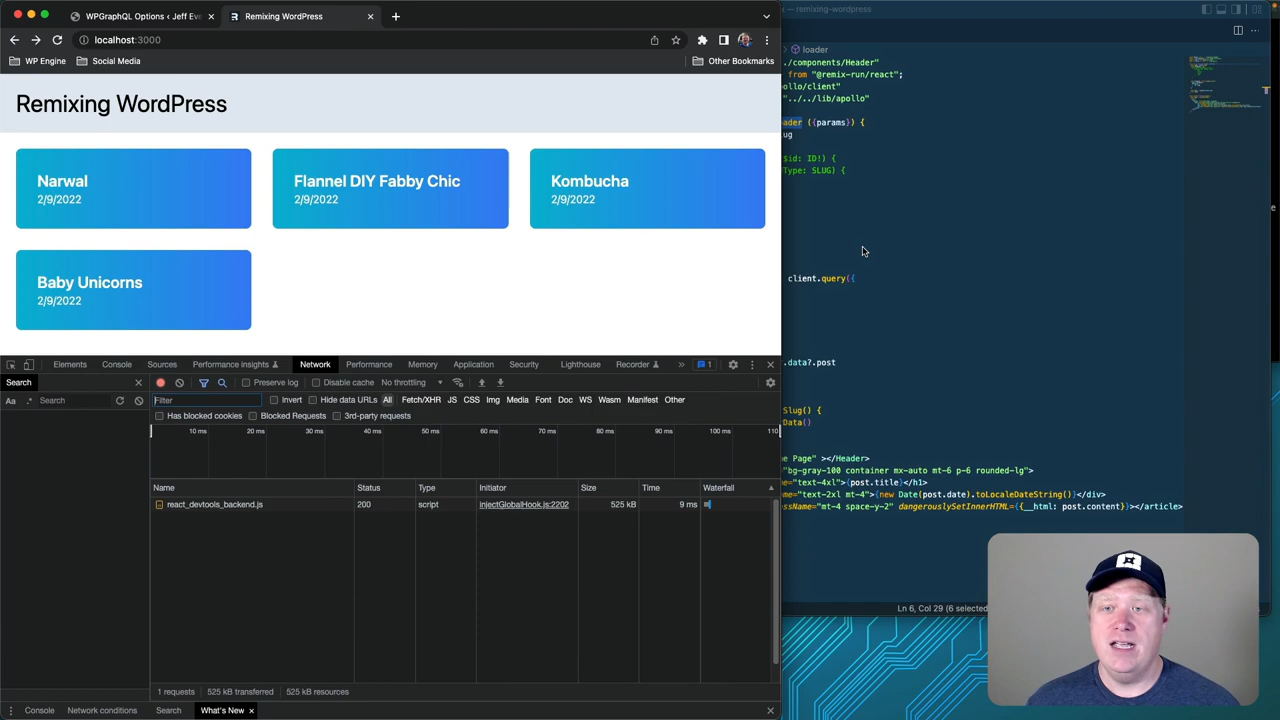 WPGraphQL Options ‹ Jeff Eve
Remixing WordPress
— remixing-wordpress
localhost:3000
WP Engine
Social Media
Other Bookmarks
Remixing WordPress
Narwal
2/9/2022
Flannel DIY Fabby Chic
2/9/2022
Kombucha
2/9/2022
Baby Unicorns
2/9/2022
loader
./components/Header"
from "@remix-run/react";
pollo/client"
"../../lib/apollo"
ader ({params}) {
ug
$id: ID!) {
Type: SLUG) {
client.query({
.data?.post
Slug() {
Data()
e Page" ></Header>
"bg-gray-100 container mx-auto mt-6 p-6 rounded-lg">
me="text-4xl">{post.title}</h1>
name="text-2xl mt-4">{new Date(post.date).toLocaleDateString()}</div>
ssName="mt-4 space-y-2" dangerouslySetInnerHTML={{__html: post.content}}></article>
Ln 6, Col 29 (6 selected
Elements
Console
Sources
Performance insights
Network
Performance
Memory
Application
Security
Lighthouse
Recorder
»
1
Search
Preserve log
Disable cache
No throttling
Aa
.*
Search
Filter
Invert
Hide data URLs
All
Fetch/XHR
JS
CSS
Img
Media
Font
Doc
WS
Wasm
Manifest
Other
Has blocked cookies
Blocked Requests
3rd-party requests
10 ms
20 ms
30 ms
40 ms
50 ms
60 ms
70 ms
80 ms
90 ms
100 ms
110
Name
Status
Type
Initiator
Size
Time
Waterfall
react_devtools_backend.js
200
script
injectGlobalHook.js:2202
525 kB
9 ms
1 requests
525 kB transferred
525 kB resources
Console
Network conditions
Search
What's New